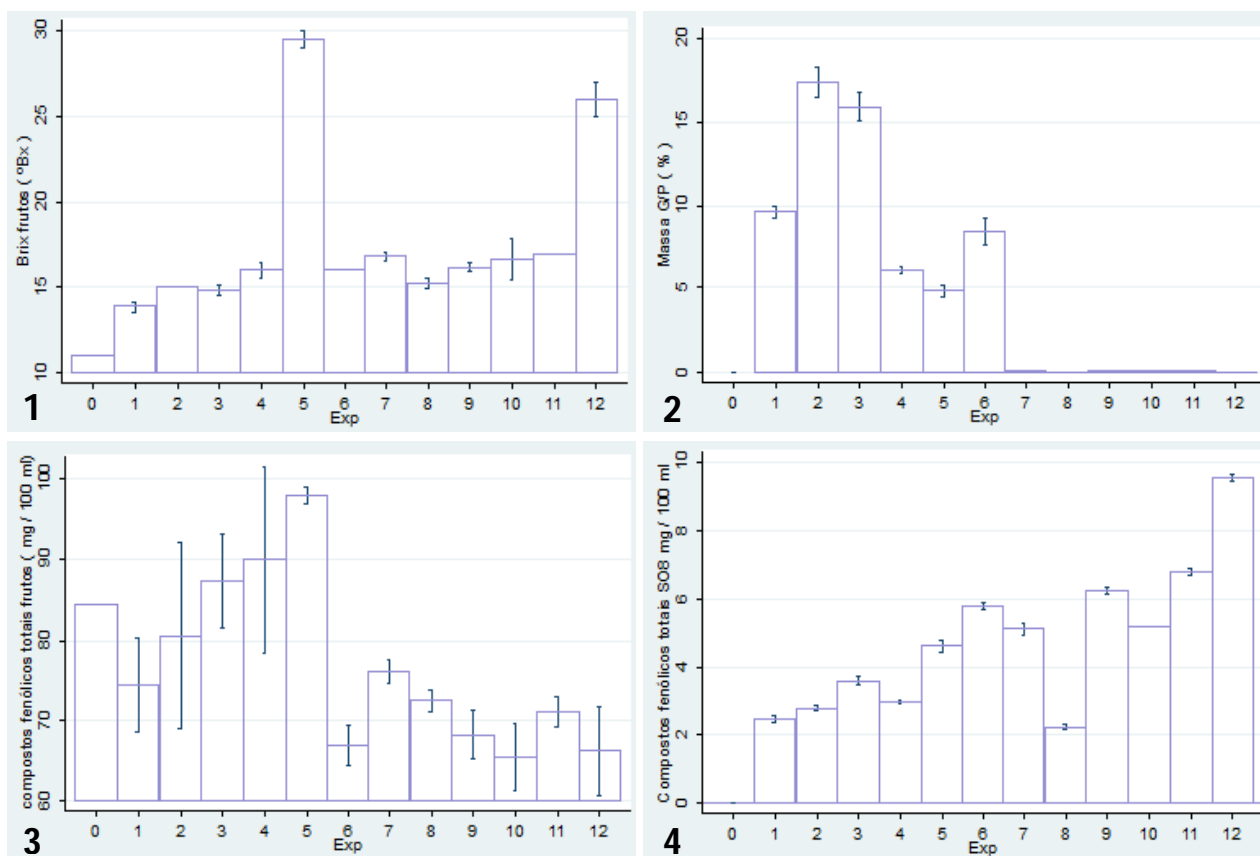 Brix frutos ( ºBx )
30
25
20
15
10
0 1 2 3 4 5 6 7 8 9 10 11 12
Exp
1
Massa G/P ( % )
20
15
10
5
0
0 1 2 3 4 5 6 7 8 9 10 11 12
Exp
2
compostos fenólicos totais frutos ( mg / 100 ml)
100
90
80
70
60
0 1 2 3 4 5 6 7 8 9 10 11 12
Exp
3
Compostos fenólicos totais SO8 mg / 100 ml
10
8
6
4
2
0
0 1 2 3 4 5 6 7 8 9 10 11 12
Exp
4